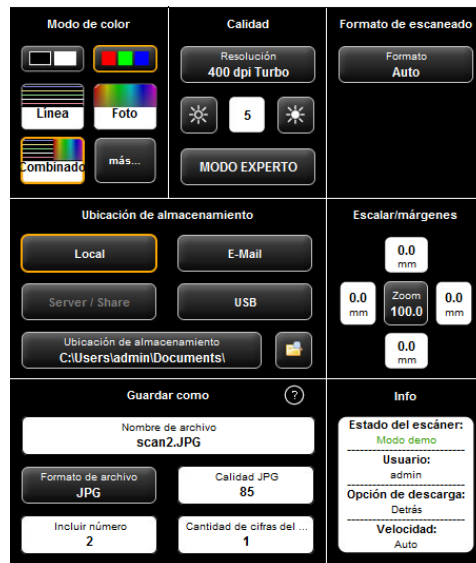 Modo de color
Línea
Foto
Combinado
más...
Calidad
Resolución
400 dpi Turbo
5
MODO EXPERTO
Formato de escaneado
Formato
Auto
Ubicación de almacenamiento
Local
E-Mail
Server / Share
USB
Ubicación de almacenamiento
C:\Users\admin\Documents\
Escalar/márgenes
0.0
mm
0.0
mm
Zoom
100.0
0.0
mm
0.0
mm
Guardar como
?
Nombre de archivo
scan2.JPG
Formato de archivo
JPG
Calidad JPG
85
Incluir número
2
Cantidad de cifras del ...
1
Info
Estado del escáner:
Modo demo
Usuario:
admin
Opción de descarga:
Detrás
Velocidad:
Auto